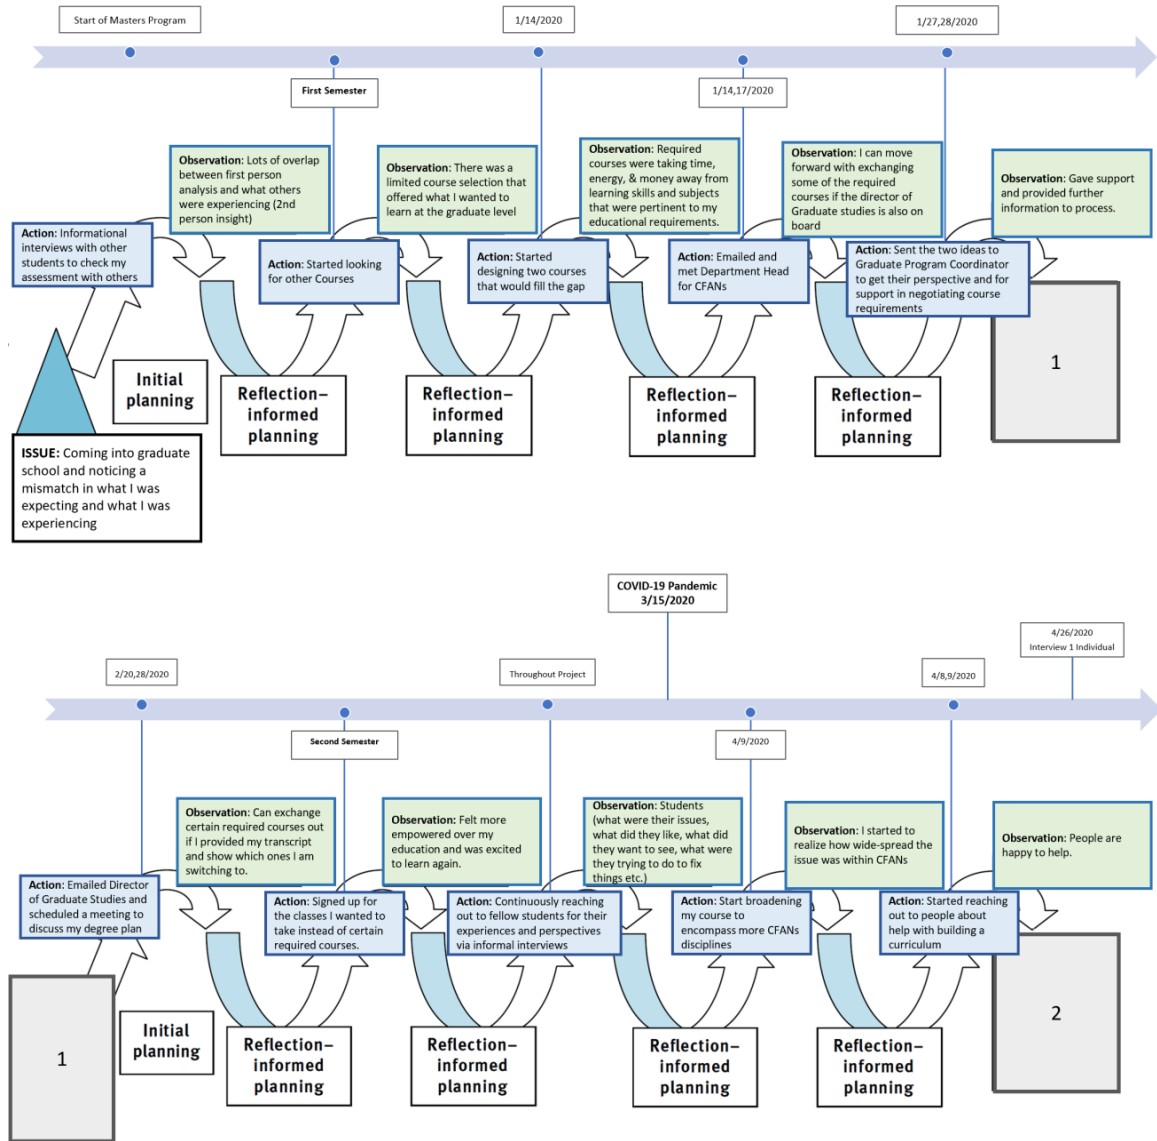 Start of Masters Program
1/14/2020
1/27,28/2020
First Semester
1/14,17/2020
Observation: Lots of overlap
between first person
analysis and what others
were experiencing (2nd
person insight)
Observation: There was a
limited course selection that
offered what I wanted to
learn at the graduate level
Observation: Required
courses were taking time,
energy, & money away from
learning skills and subjects
that were pertinent to my
educational requirements.
Observation: I can move
forward with exchanging
some of the required
courses if the director of
Graduate studies is also on
board
Observation: Gave support
and provided further
information to process.
Action: Informational
interviews with other
students to check my
assessment with others
Action: Started looking
for other Courses
Action: Started
designing two courses
that would fill the gap
Action: Emailed and
met Department Head
for CFANs
Action: Sent the two ideas to
Graduate Program Coordinator
to get their perspective and for
support in negotiating course
requirements
1
Initial
planning
Reflection–
informed
planning
Reflection–
informed
planning
Reflection–
informed
planning
Reflection–
informed
planning
ISSUE: Coming into graduate
school and noticing a
mismatch in what I was
expecting and what I was
experiencing
COVID-19 Pandemic
3/15/2020
4/26/2020
Interview 1 Individual
2/20,28/2020
Throughout Project
4/8,9/2020
Second Semester
4/9/2020
Observation: Can exchange
certain required courses out
if I provided my transcript
and show which ones I am
switching to.
Observation: Felt more
empowered over my
education and was excited
to learn again.
Observation: Students
(what were their issues,
what did they like, what did
they want to see, what were
they trying to do to fix
things etc.)
Observation: I started to
realize how wide-spread the
issue was within CFANs
Observation: People are
happy to help.
Action: Emailed Director
of Graduate Studies and
scheduled a meeting to
discuss my degree plan
Action: Signed up for
the classes I wanted to
take instead of certain
required courses.
Action: Continuously reaching
out to fellow students for their
experiences and perspectives
via informal interviews
Action: Start broadening
my course to
encompass more CFANs
disciplines
Action: Started reaching
out to people about
help with building a
curriculum
1
2
Initial
planning
Reflection–
informed
planning
Reflection–
informed
planning
Reflection–
informed
planning
Reflection–
informed
planning